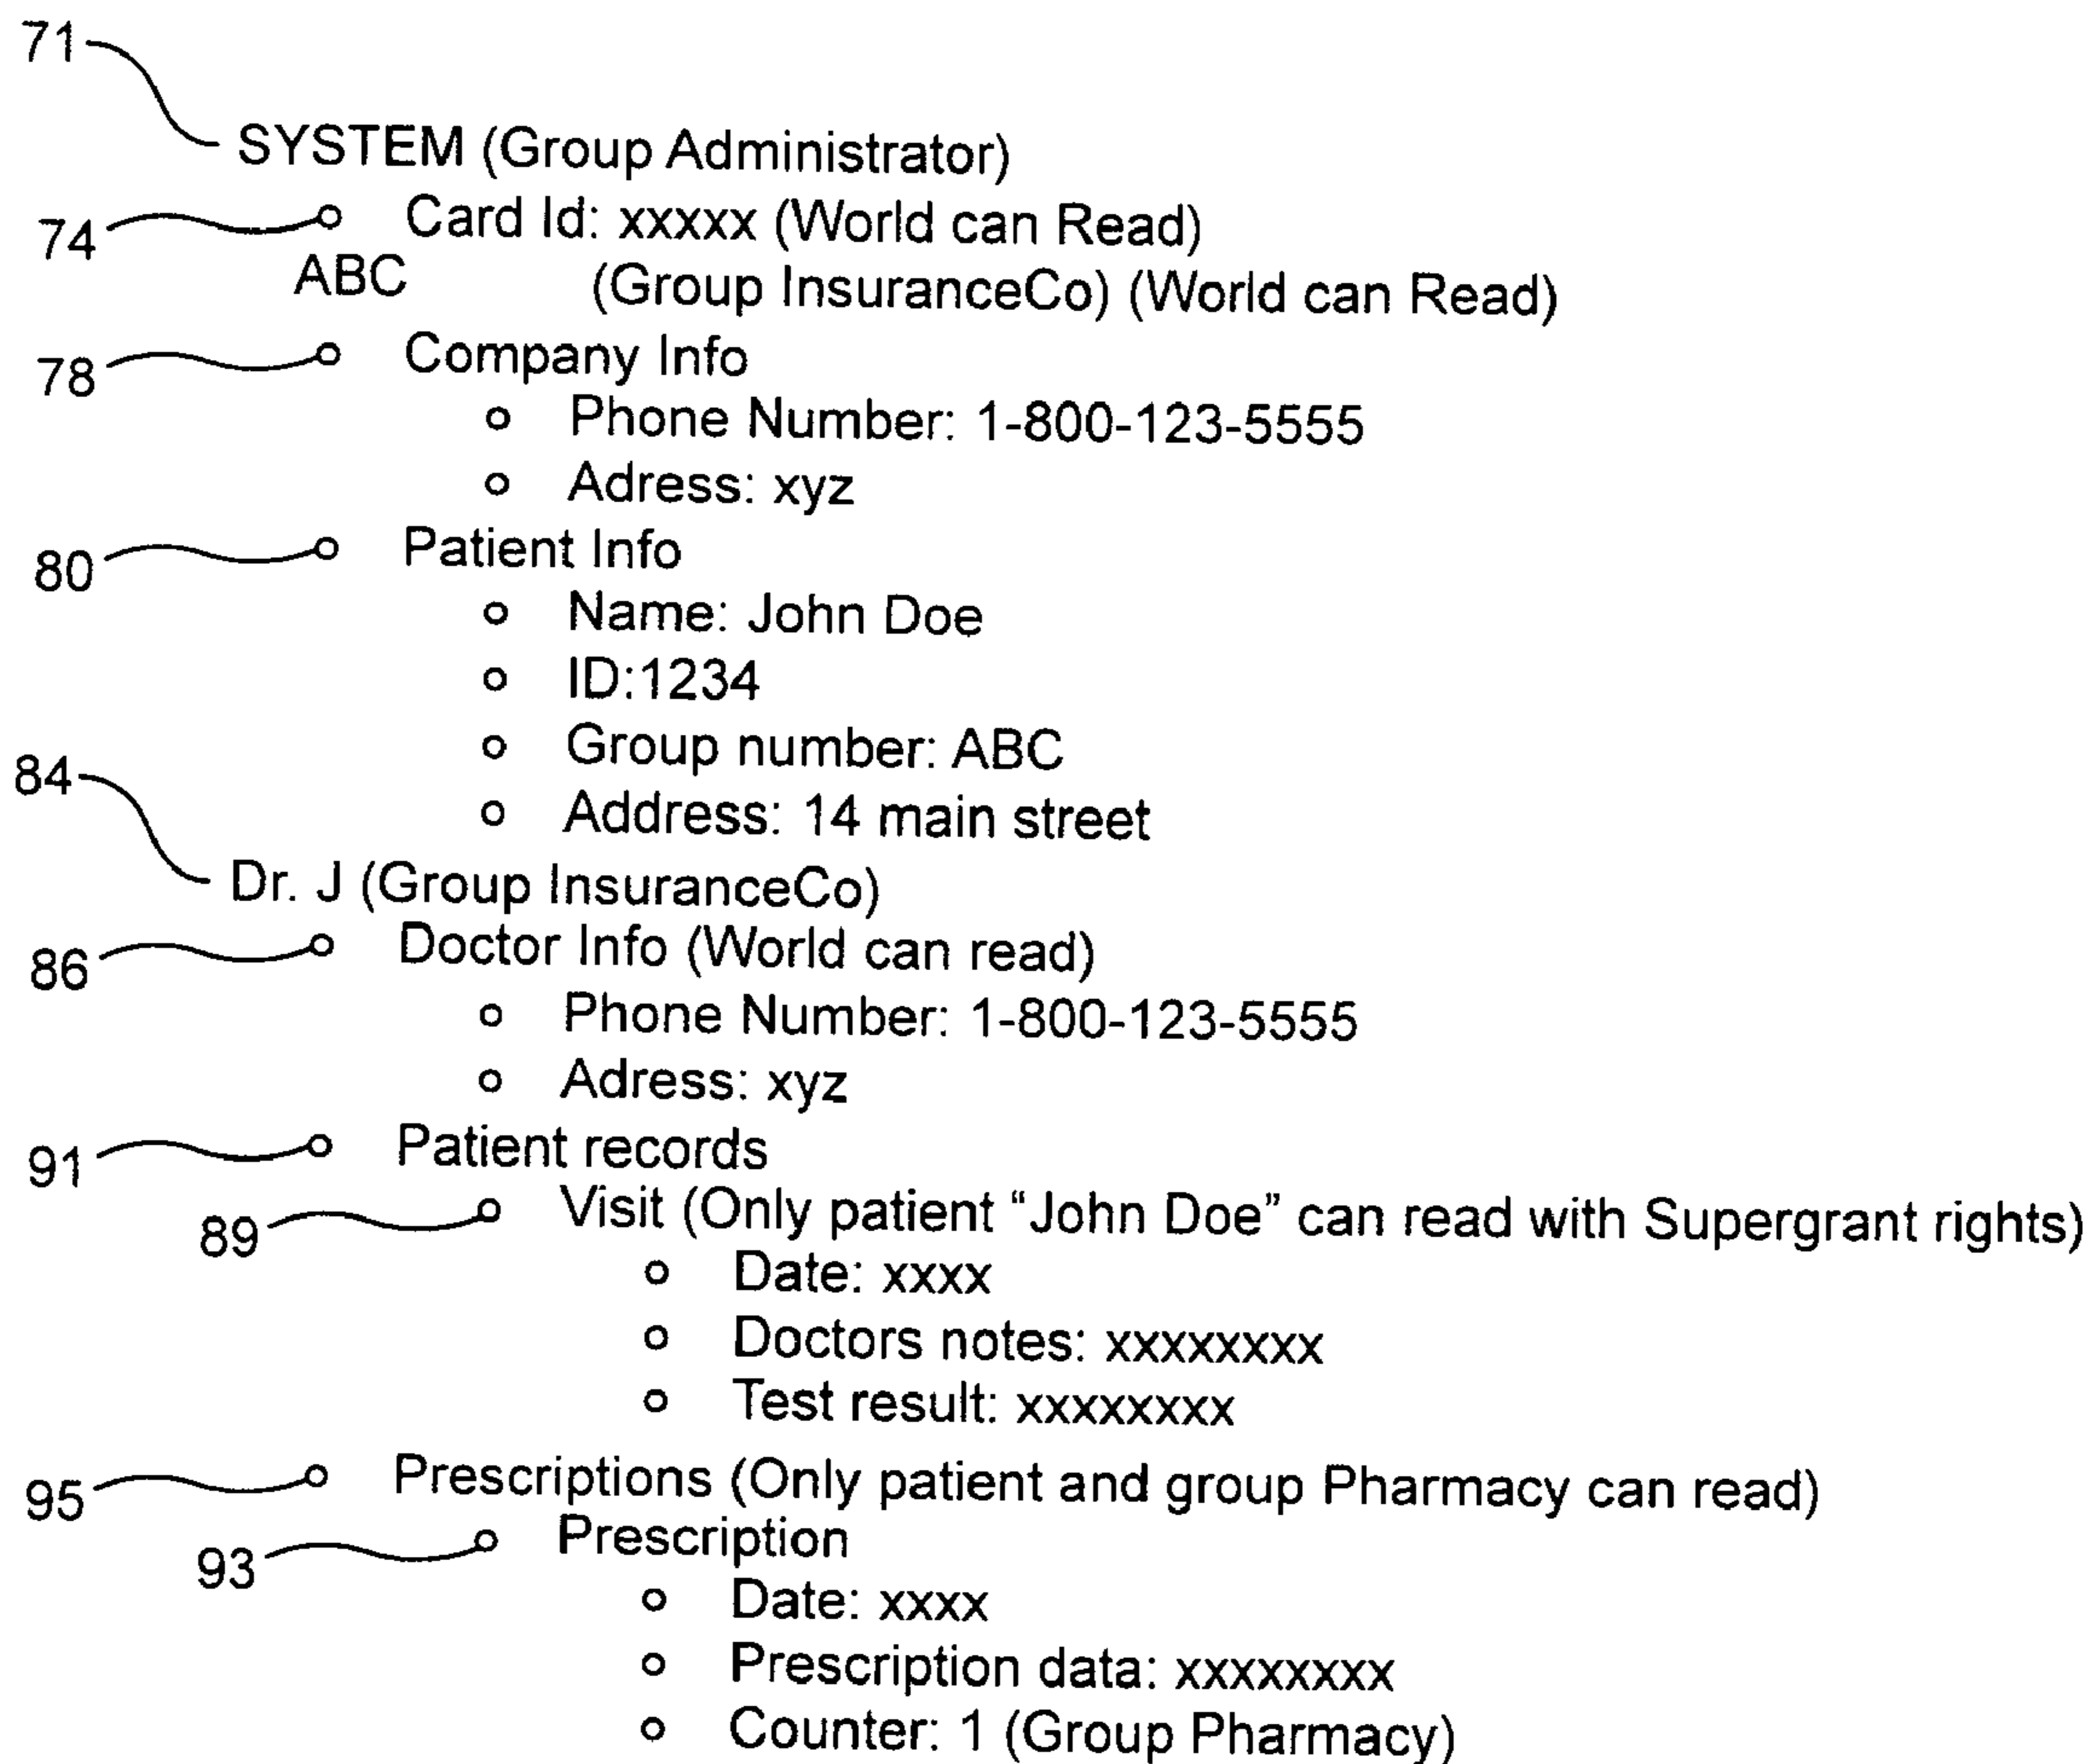 71
SYSTEM (Group Administrator)
74 Card Id: xxxxx (World can Read)
ABC (Group InsuranceCo) (World can Read)
78 Company Info
Phone Number: 1-800-123-5555
Adress: xyz
80 Patient Info
Name: John Doe
ID:1234
Group number: ABC
84
Address: 14 main street
Dr. J (Group InsuranceCo)
86 Doctor Info (World can read)
Phone Number: 1-800-123-5555
Adress: xyz
91 Patient records
89 Visit (Only patient “John Doe” can read with Supergrant rights)
Date: xxxx
Doctors notes: xxxxxxxx
Test result: xxxxxxxx
95 Prescriptions (Only patient and group Pharmacy can read)
93 Prescription
Date: xxxx
Prescription data: xxxxxxxx
Counter: 1 (Group Pharmacy)